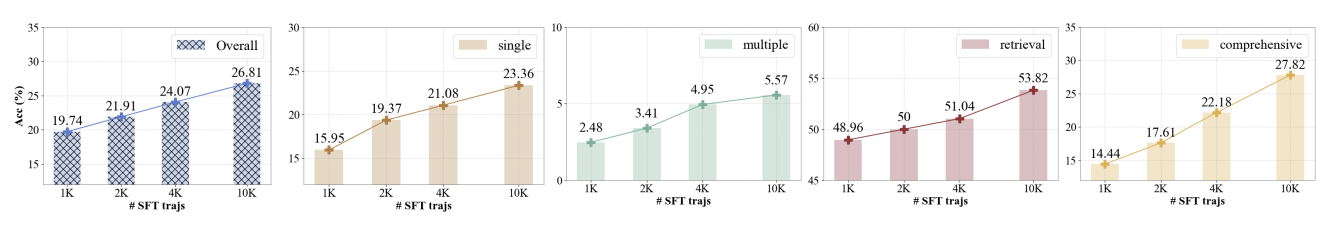 Acc (%)
35
30
25
20
15
Overall
19.74
21.91
24.07
26.81
1K
2K
4K
10K
# SFT trajs
30
25
20
15
single
15.95
19.37
21.08
23.36
1K
2K
4K
10K
# SFT trajs
10
5
0
multiple
2.48
3.41
4.95
5.57
1K
2K
4K
10K
# SFT trajs
60
55
50
45
retrieval
48.96
50
51.04
53.82
1K
2K
4K
10K
# SFT trajs
35
30
25
20
15
comprehensive
14.44
17.61
22.18
27.82
1K
2K
4K
10K
# SFT trajs